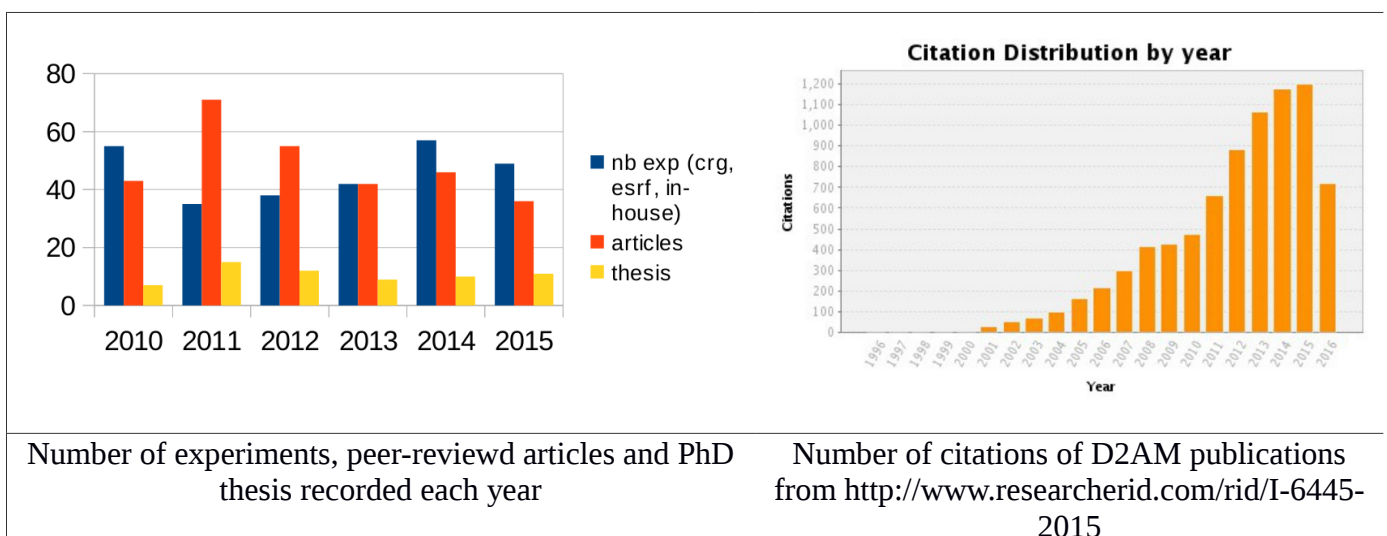 80
60
40
20
0
2010 2011 2012 2013 2014 2015
nb exp (crg,
esrf, in-
house)
articles
thesis
Number of experiments, peer-reviewd articles and PhD
thesis recorded each year
Citation Distribution by year
Citations
1,200
1,100
1,000
900
800
700
600
500
400
300
200
100
0
1996 1997 1998 1999 2000 2001 2002 2003 2004 2005 2006 2007 2008 2009 2010 2011 2012 2013 2014 2015 2016
Year
Number of citations of D2AM publications
from http://www.researcherid.com/rid/I-6445-
2015